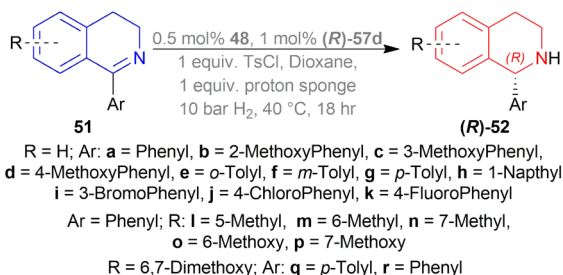 R
N
Ar
51
0.5 mol% 48, 1 mol% (R)-57d
1 equiv. TsCl, Dioxane,
1 equiv. proton sponge
10 bar H₂, 40 °C, 18 hr
R
(R)
NH
Ar
(R)-52
R = H; Ar: a = Phenyl, b = 2-MethoxyPhenyl, c = 3-MethoxyPhenyl,
d = 4-MethoxyPhenyl, e = o-Tolyl, f = m-Tolyl, g = p-Tolyl, h = 1-Napthyl
i = 3-BromoPhenyl, j = 4-ChloroPhenyl, k = 4-FluoroPhenyl
Ar = Phenyl; R: l = 5-Methyl, m = 6-Methyl, n = 7-Methyl,
o = 6-Methoxy, p = 7-Methoxy
R = 6,7-Dimethoxy; Ar: q = p-Tolyl, r = Phenyl